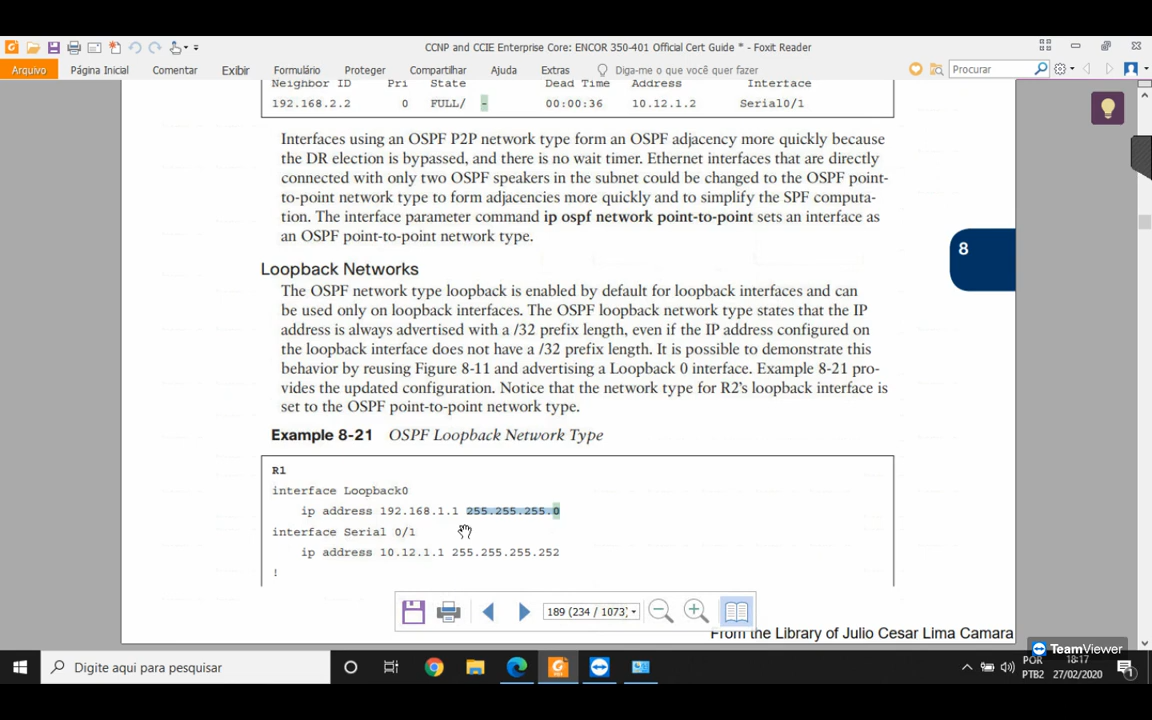 CCNP and CCIE Enterprise Core: ENCOR 350-401 Official Cert Guide * - Foxit Reader
Arquivo Página Inicial Comentar Exibir Formulário Proteger Compartilhar Ajuda Extras Diga-me o que você quer fazer Procurar
Neighbor ID Pri State Dead Time Address Interface
192.168.2.2 0 FULL/ - 00:00:36 10.12.1.2 Serial0/1
Interfaces using an OSPF P2P network type form an OSPF adjacency more quickly because
the DR election is bypassed, and there is no wait timer. Ethernet interfaces that are directly
connected with only two OSPF speakers in the subnet could be changed to the OSPF point-
to-point network type to form adjacencies more quickly and to simplify the SPF computa-
tion. The interface parameter command ip ospf network point-to-point sets an interface as
an OSPF point-to-point network type.
8
Loopback Networks
The OSPF network type loopback is enabled by default for loopback interfaces and can
be used only on loopback interfaces. The OSPF loopback network type states that the IP
address is always advertised with a /32 prefix length, even if the IP address configured on
the loopback interface does not have a /32 prefix length. It is possible to demonstrate this
behavior by reusing Figure 8-11 and advertising a Loopback 0 interface. Example 8-21 pro-
vides the updated configuration. Notice that the network type for R2's loopback interface is
set to the OSPF point-to-point network type.
Example 8-21 OSPF Loopback Network Type
R1
interface Loopback0
ip address 192.168.1.1 255.255.255.0
interface Serial 0/1
ip address 10.12.1.1 255.255.255.252
!
189 (234 / 1073)
From the Library of Julio Cesar Lima Camara
TeamViewer
Digite aqui para pesquisar
POR
PTB2
18:17
27/02/2020
1